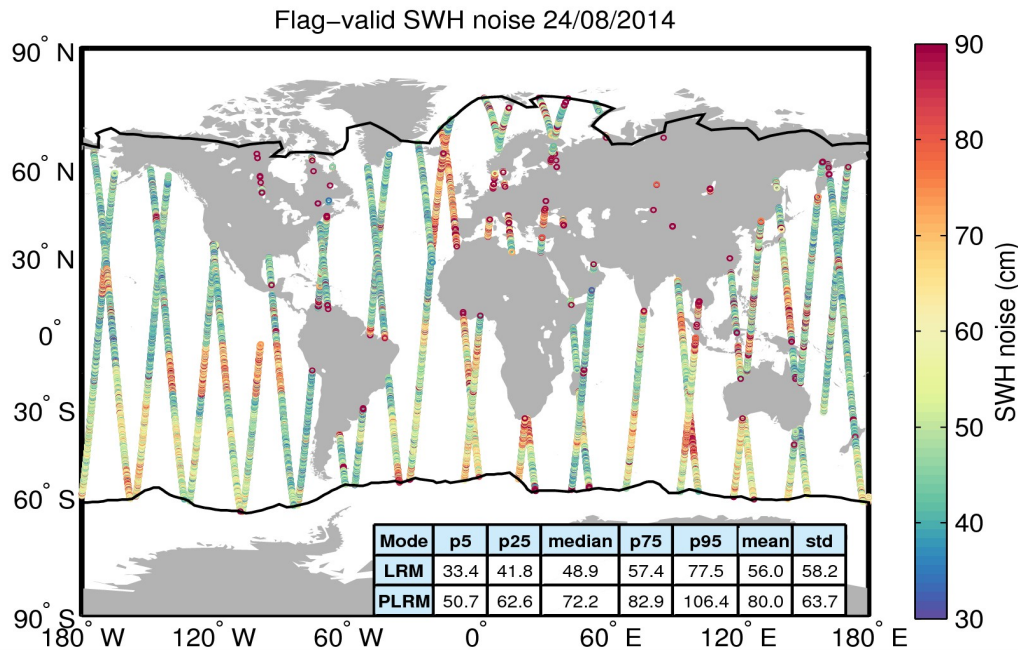 Flag−valid SWH noise 24/08/2014
90° N
60° N
30° N
0°
30° S
60° S
90° S
180° W 120° W 60° W 0° 60° E 120° E 180° E
Mode p5 p25 median p75 p95 mean std
LRM 33.4 41.8 48.9 57.4 77.5 56.0 58.2
PLRM 50.7 62.6 72.2 82.9 106.4 80.0 63.7
90
80
70
60
50
40
30
SWH noise (cm)